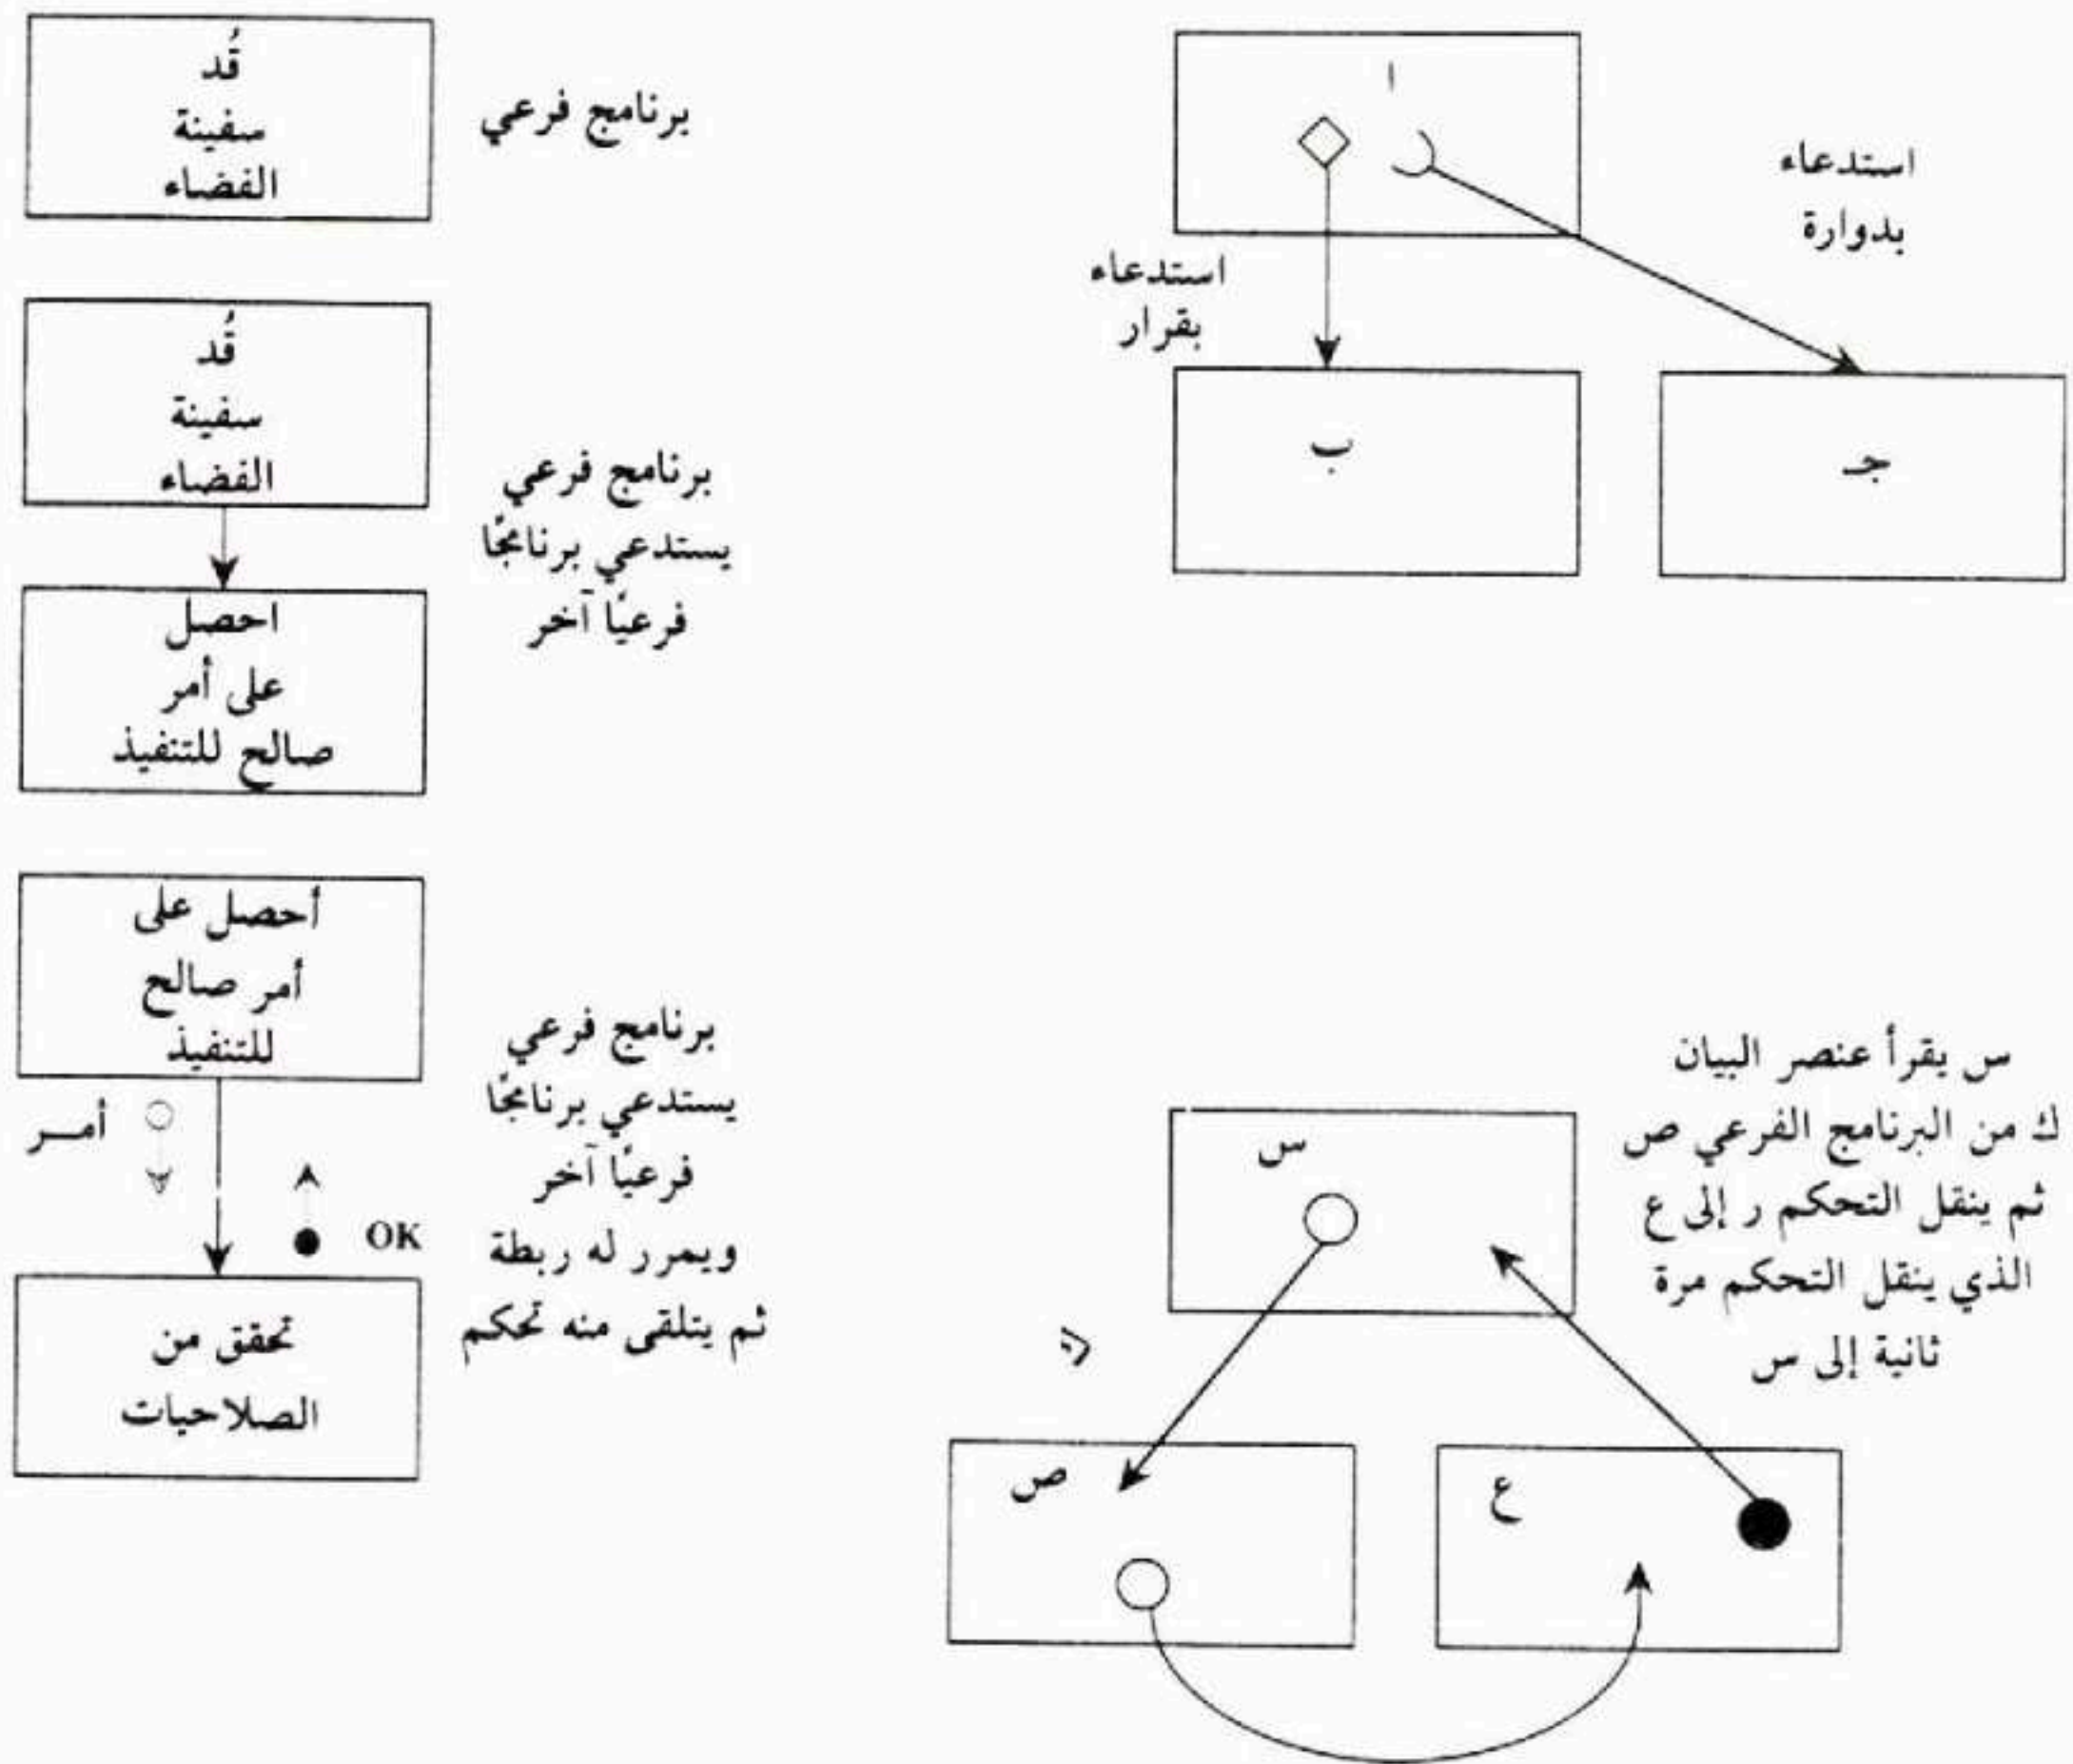 قُد
سفينة
الفضاء
برنامج فرعي
قُد
سفينة
الفضاء
برنامج فرعي
يستدعي برنامجًا
فرعيًا آخر
احصل
على أمر
صالح للتنفيذ
أحصل على
أمر صالح
للتنفيذ
أمـــر
OK
برنامج فرعي
يستدعي برنامجًا
فرعيًا آخر
ويمرر له ربطة
ثم يتلقى منه تحكم
تحقق من
الصلاحيات
ا
استدعاء
بدوارة
استدعاء
بقرار
ب
جـ
س يقرأ عنصر البيان
ك من البرنامج الفرعي ص
ثم ينقل التحكم ر إلى ع
الذي ينقل التحكم مرة
ثانية إلى س
س
ص
ع